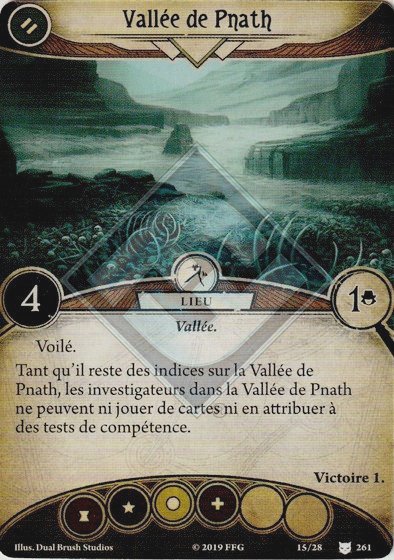 Vallée de Pnath
4
LIEU
1
Vallée.
Voilé.
Tant qu'il reste des indices sur la Vallée de
Pnath, les investigateurs dans la Vallée de Pnath
ne peuvent ni jouer de cartes ni en attribuer à
des tests de compétence.
Victoire 1.
Illus. Dual Brush Studios
© 2019 FFG
15/28
261